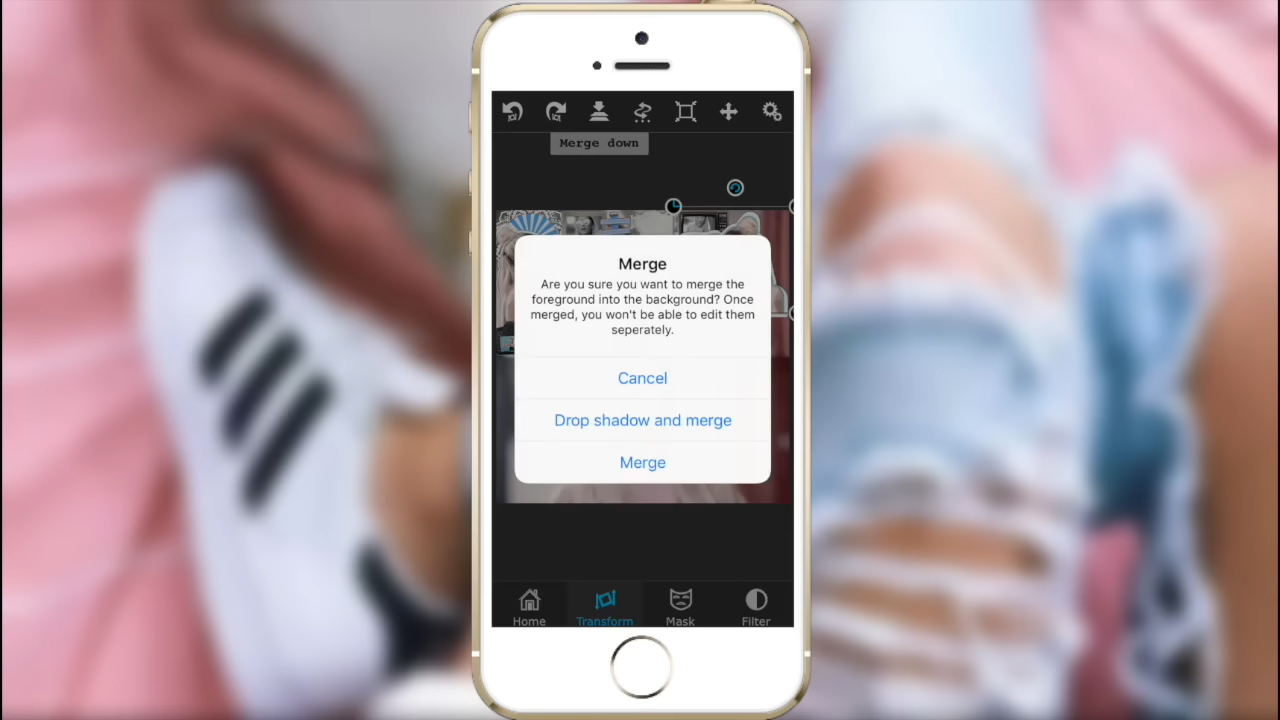 Merge down
Merge
Are you sure you want to merge the
foreground into the background? Once
merged, you won't be able to edit them
seperately.
Cancel
Drop shadow and merge
Merge
Home
Transform
Mask
Filter